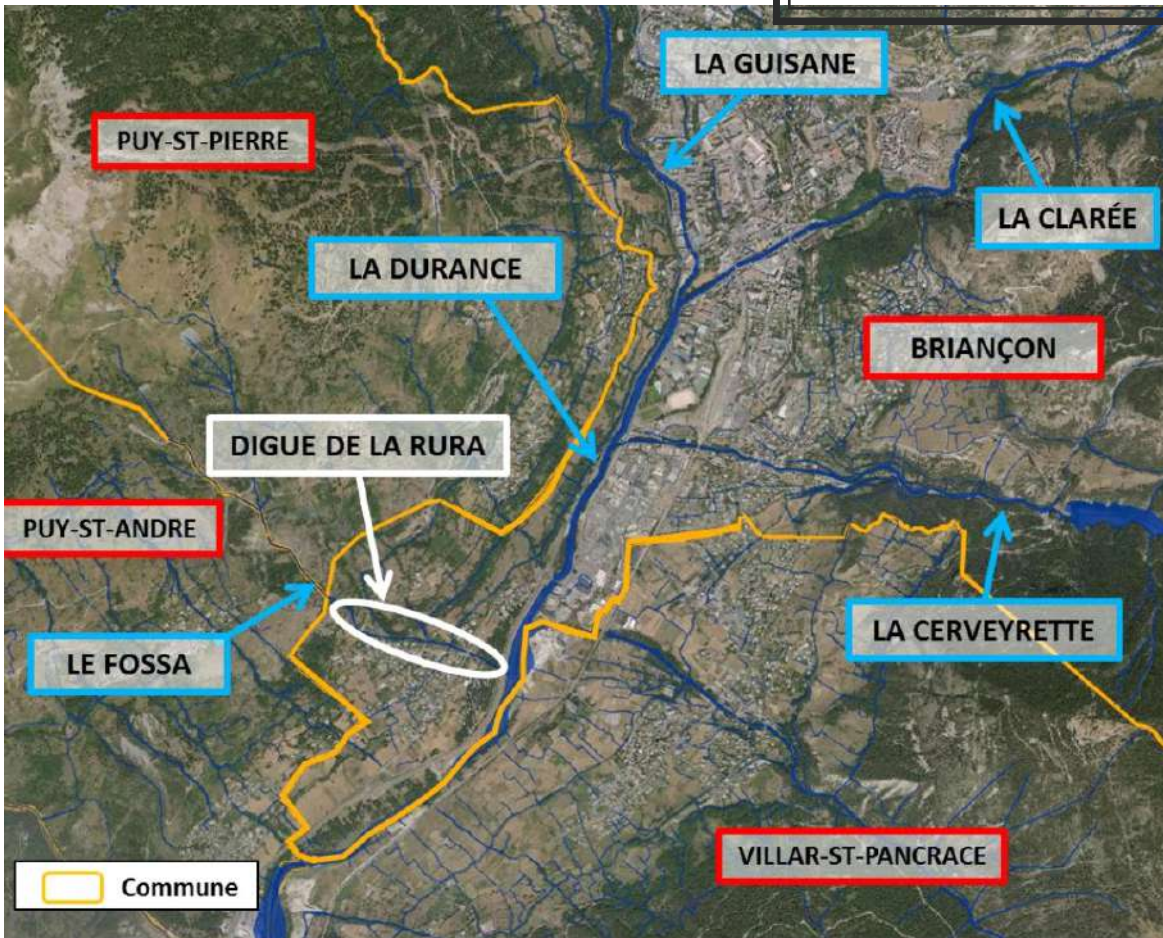 LA GUISANE
PUY-ST-PIERRE
LA CLARÉE
LA DURANCE
BRIANÇON
DIGUE DE LA RURA
PUY-ST-ANDRE
LA CERVEYRETTE
LE FOSSA
VILLAR-ST-PANCRACE
Commune